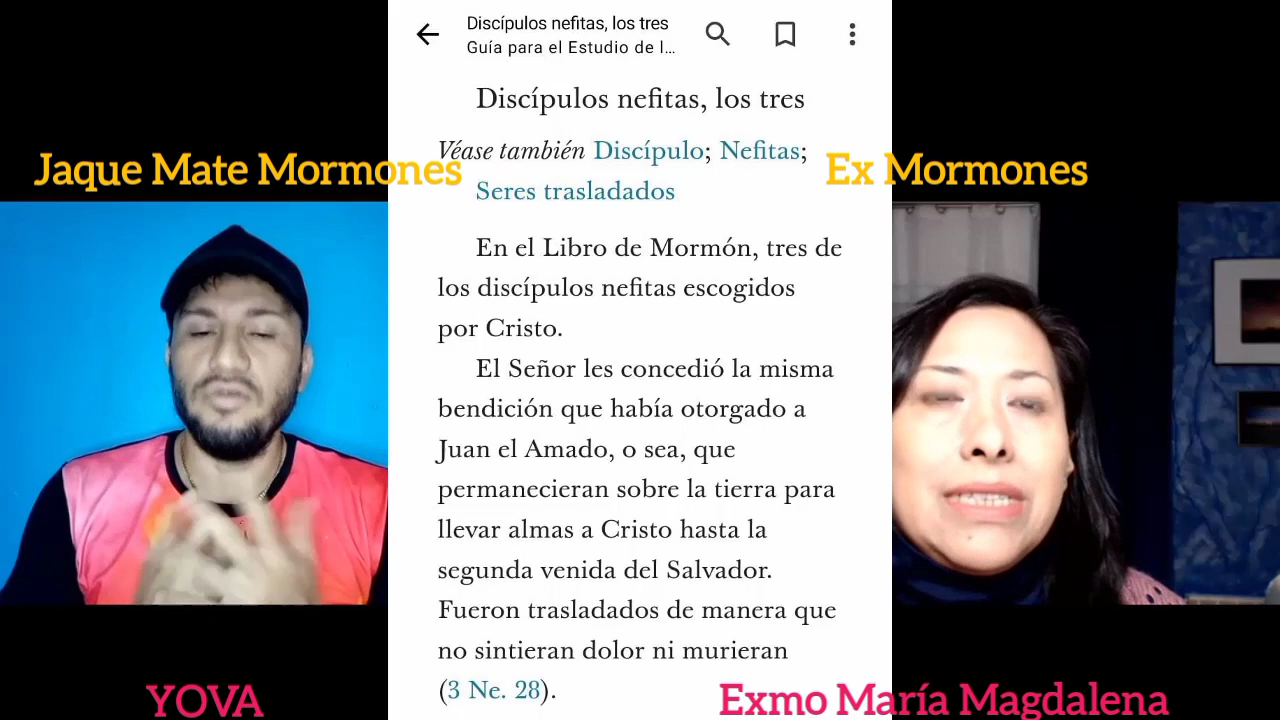 Discípulos nefitas, los tres
Guía para el Estudio de l...
Discípulos nefitas, los tres
Véase también Discípulo; Nefitas;
Seres trasladados
Jaque Mate Mormones
Ex Mormones
En el Libro de Mormón, tres de
los discípulos nefitas escogidos
por Cristo.
El Señor les concedió la misma
bendición que había otorgado a
Juan el Amado, o sea, que
permanecieran sobre la tierra para
llevar almas a Cristo hasta la
segunda venida del Salvador.
Fueron trasladados de manera que
no sintieran dolor ni murieran
(3 Ne. 28).
YOVA
Exmo María Magdalena